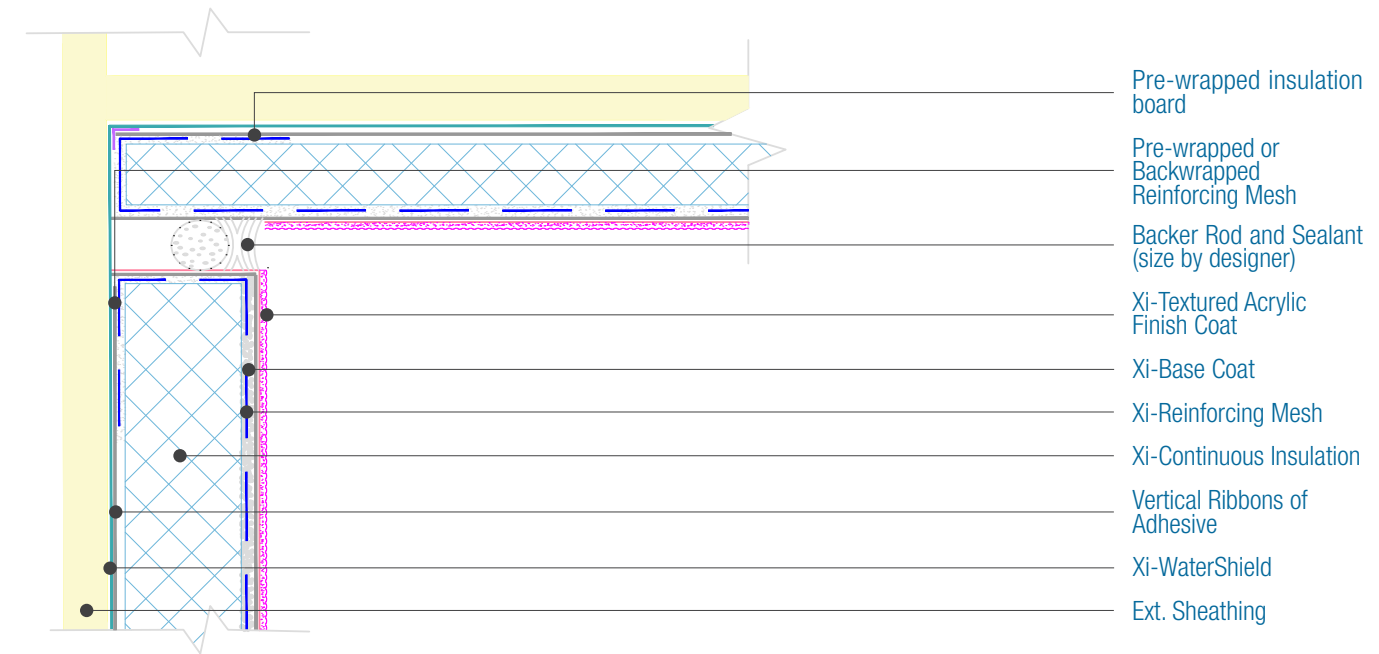 Pre-wrapped insulation
board
Pre-wrapped or
Backwrapped
Reinforcing Mesh
Backer Rod and Sealant
(size by designer)
Xi-Textured Acrylic
Finish Coat
Xi-Base Coat
Xi-Reinforcing Mesh
Xi-Continuous Insulation
Vertical Ribbons of
Adhesive
Xi-WaterShield
Ext. Sheathing